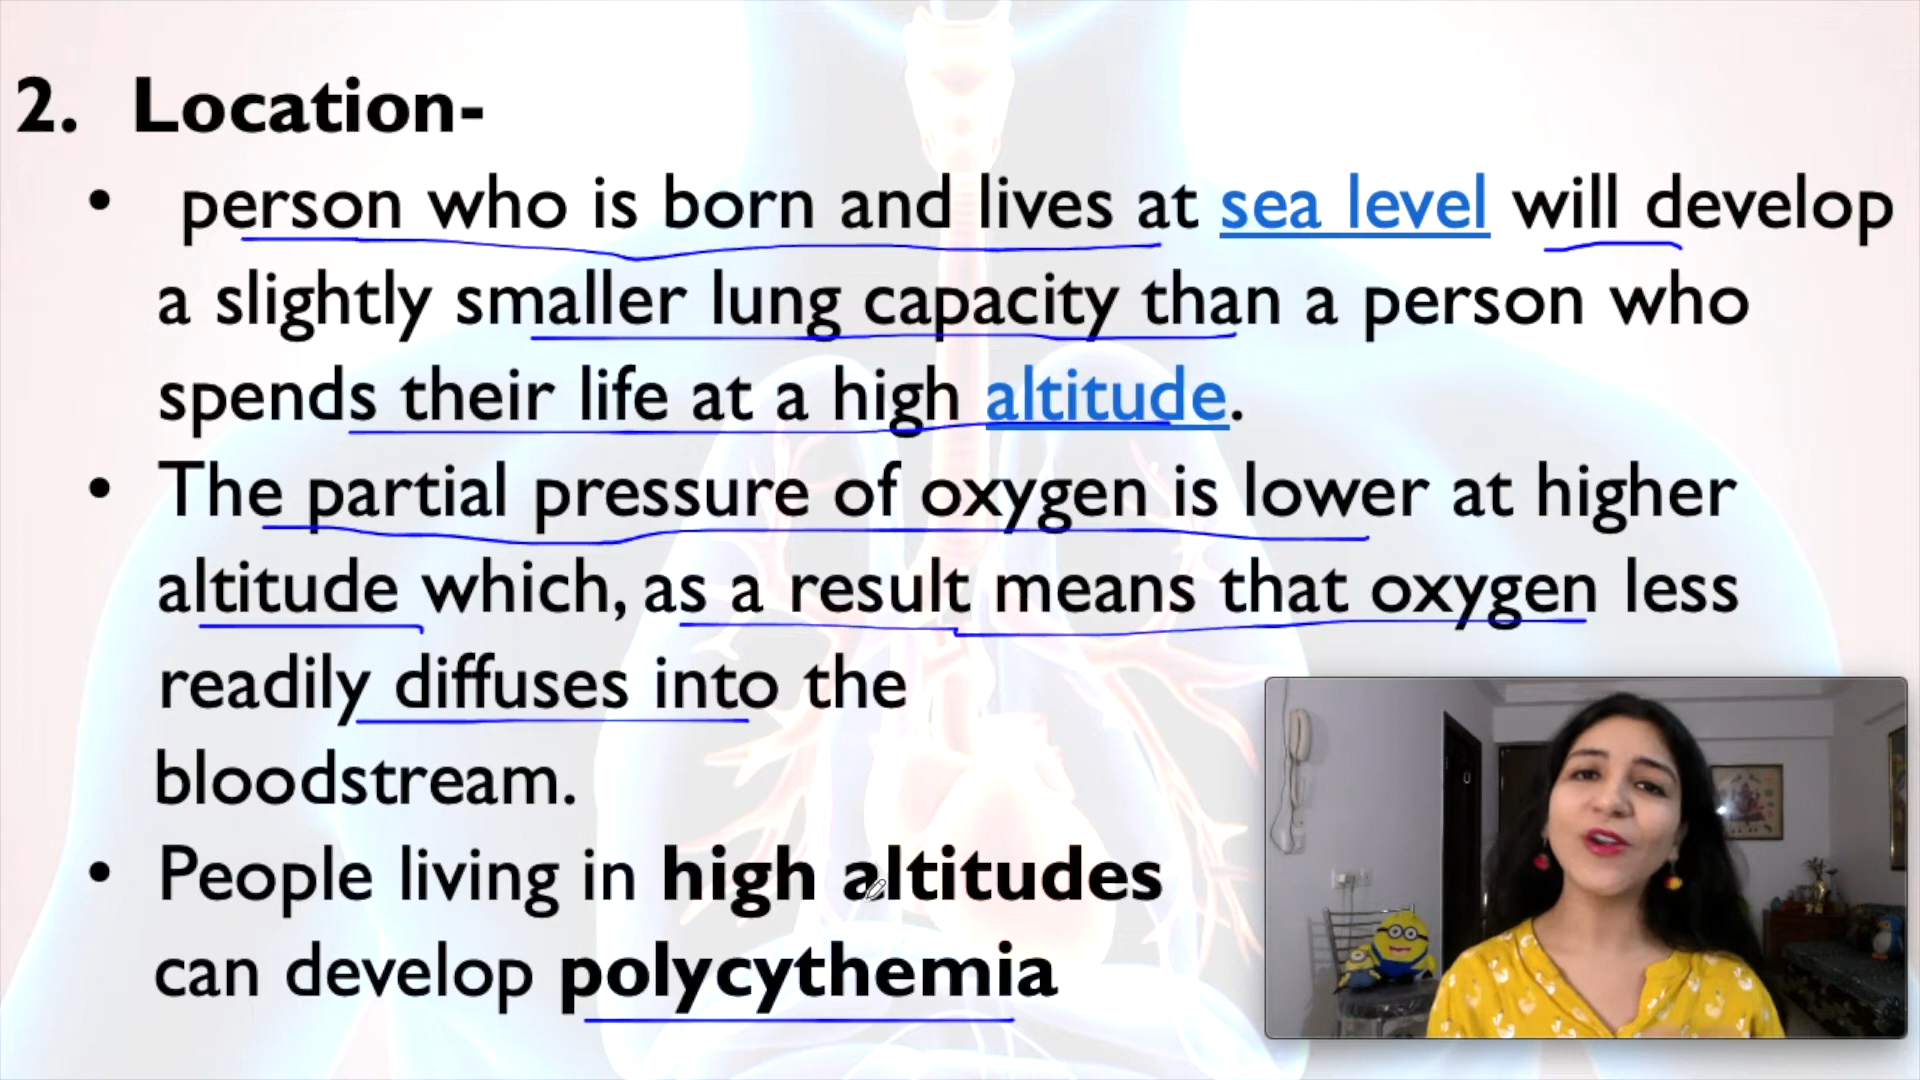 2. Location-
• person who is born and lives at sea level will develop
a slightly smaller lung capacity than a person who
spends their life at a high altitude.
• The partial pressure of oxygen is lower at higher
altitude which, as a result means that oxygen less
readily diffuses into the
bloodstream.
• People living in high altitudes
can develop polycythemia